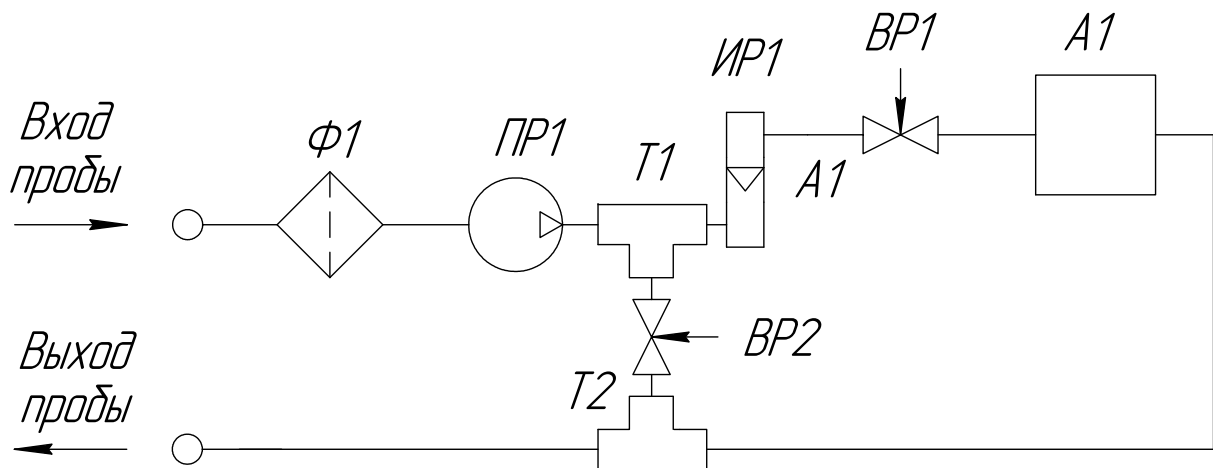 Вход
пробы
Ф1
ПР1
Т1
ИР1
А1
ВР1
А1
ВР2
Т2
Выход
пробы